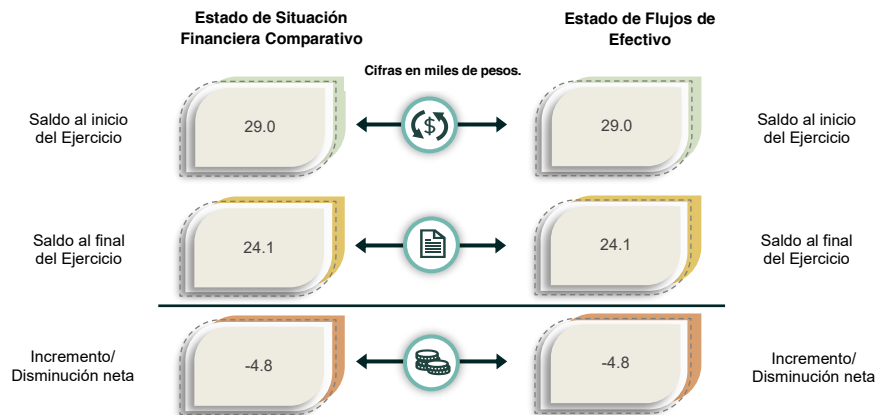 Estado de Situación
Financiera Comparativo
Estado de Flujos de
Efectivo
Cifras en miles de pesos.
Saldo al inicio
del Ejercicio
29.0
$
29.0
Saldo al inicio
del Ejercicio
Saldo al final
del Ejercicio
24.1
24.1
Saldo al final
del Ejercicio
Incremento/
Disminución neta
-4.8
-4.8
Incremento/
Disminución neta